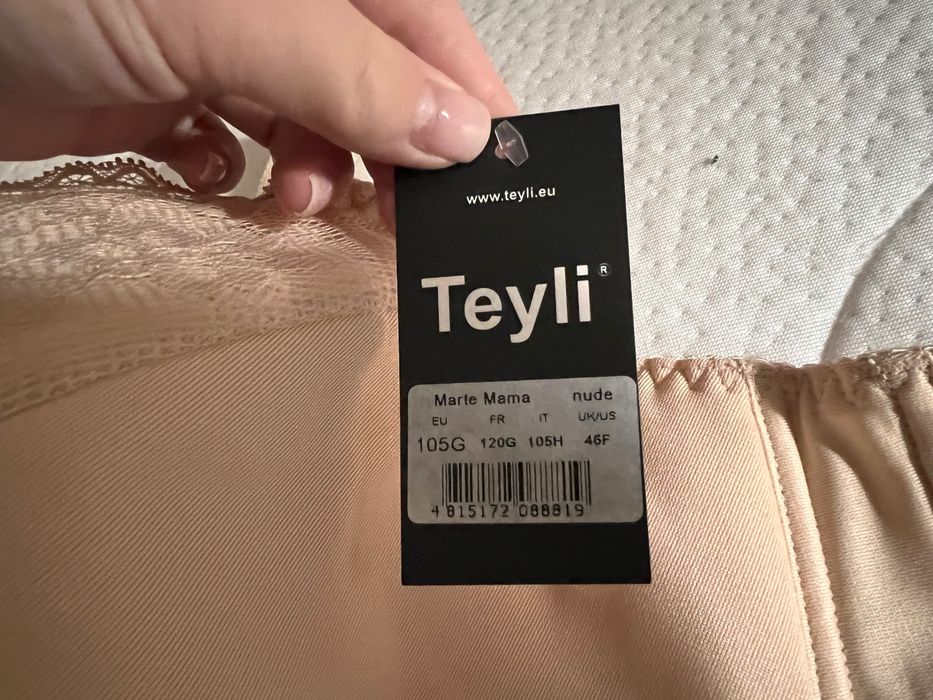 www.teyli.eu
Teyli®
Marte Mama nude
EU FR IT UK/US
105G 120G 105H 46F
4 815172 088819